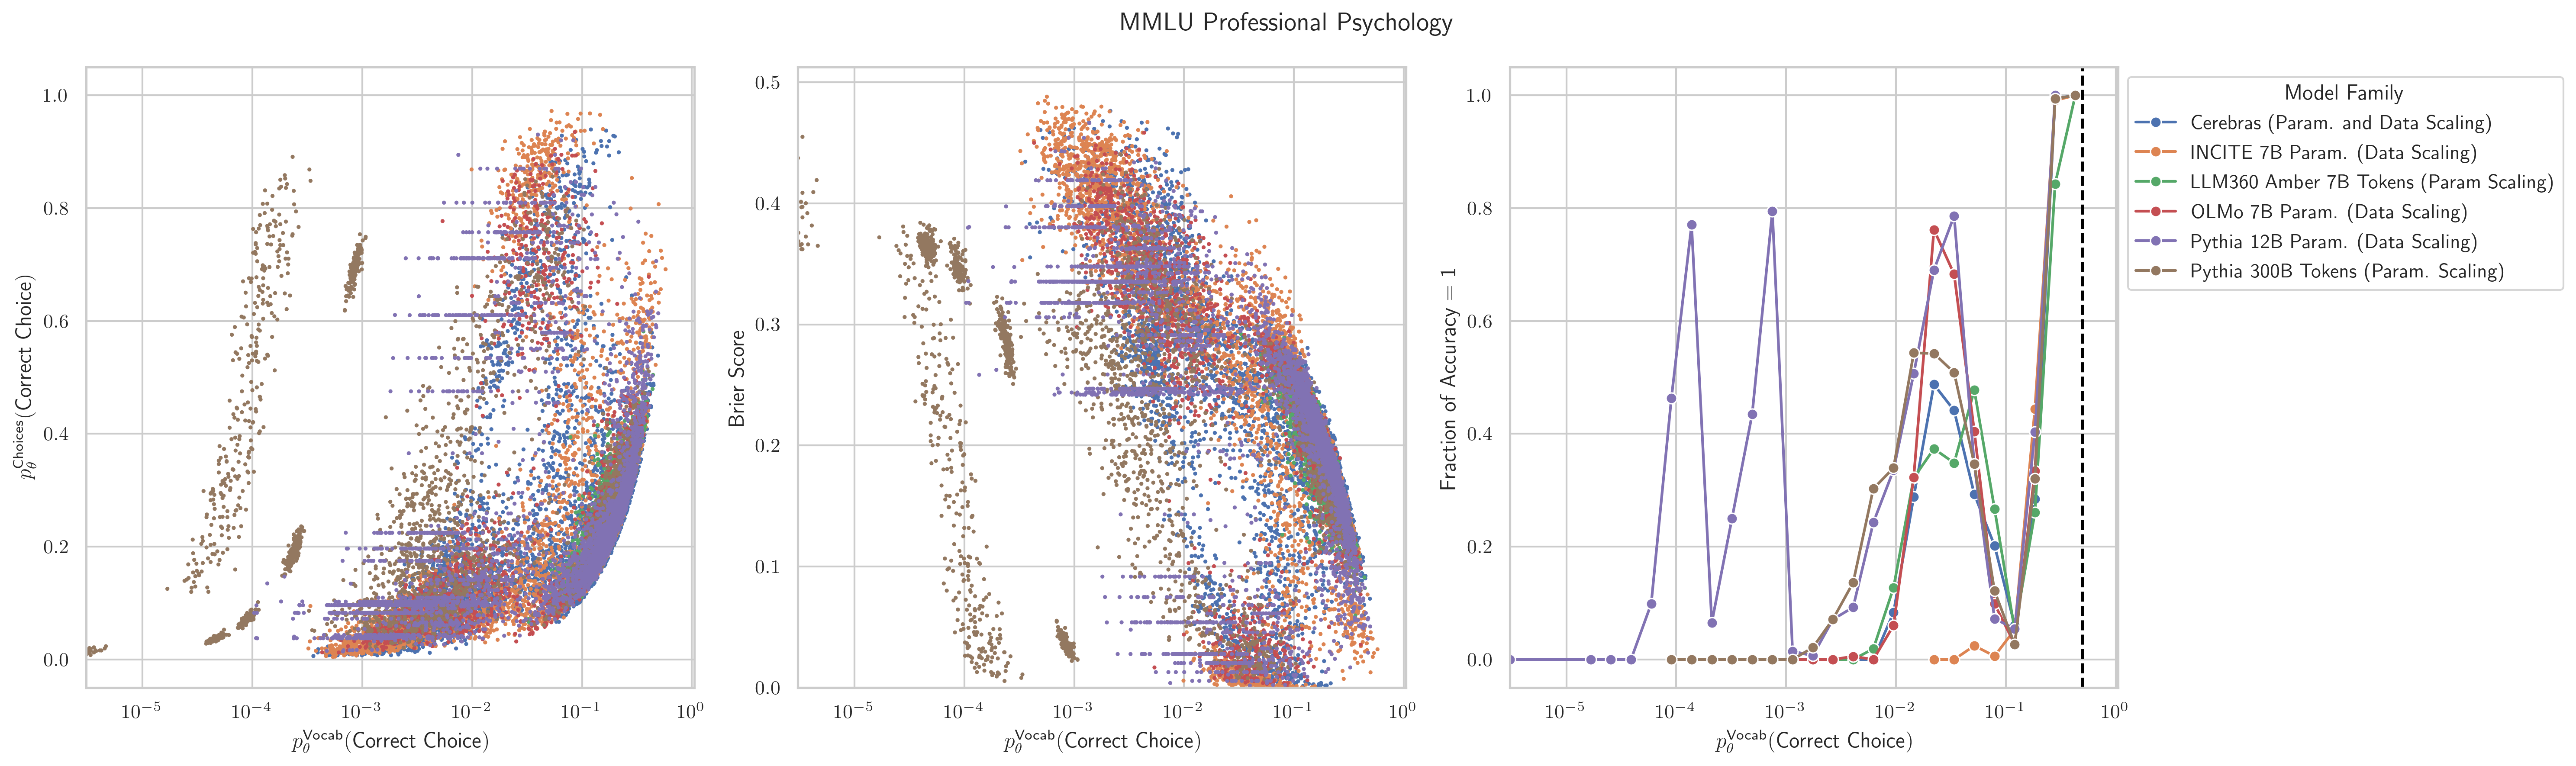 MMLU Professional Psychology
1.0
0.8
0.6
0.4
0.2
0.0
p_θ^Choices(Correct Choice)
10^−5 10^−4 10^−3 10^−2 10^−1 10^0
p_θ^Vocab(Correct Choice)
0.5
0.4
0.3
0.2
0.1
0.0
Brier Score
10^−5 10^−4 10^−3 10^−2 10^−1 10^0
p_θ^Vocab(Correct Choice)
1.0
0.8
0.6
0.4
0.2
0.0
Fraction of Accuracy = 1
10^−5 10^−4 10^−3 10^−2 10^−1 10^0
p_θ^Vocab(Correct Choice)
Model Family
Cerebras (Param. and Data Scaling)
INCITE 7B Param. (Data Scaling)
LLM360 Amber 7B Tokens (Param Scaling)
OLMo 7B Param. (Data Scaling)
Pythia 12B Param. (Data Scaling)
Pythia 300B Tokens (Param. Scaling)